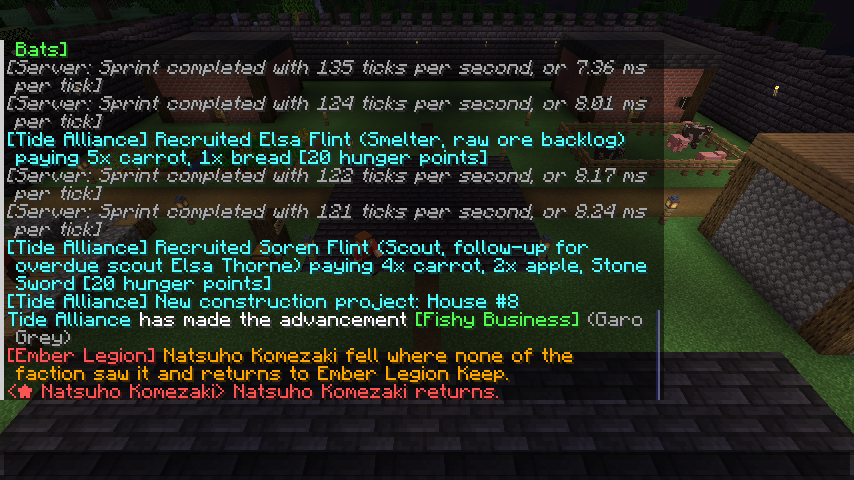 Bats]
[Server: Sprint completed with 135 ticks per second, or 7.36 ms
per tick]
[Server: Sprint completed with 124 ticks per second, or 8.01 ms
per tick]
[Tide Alliance] Recruited Elsa Flint (Smelter, raw ore backlog)
paying 5x carrot, 1x bread [20 hunger points]
[Server: Sprint completed with 122 ticks per second, or 8.17 ms
per tick]
[Server: Sprint completed with 121 ticks per second, or 8.24 ms
per tick]
[Tide Alliance] Recruited Soren Flint (Scout, follow-up for
overdue scout Elsa Thorne) paying 4x carrot, 2x apple, Stone
Sword [20 hunger points]
[Tide Alliance] New construction project: House #8
Tide Alliance has made the advancement [Fishy Business] (Garo
Grey)
[Ember Legion] Natsuho Komezaki fell where none of the
faction saw it and returns to Ember Legion Keep.
<★ Natsuho Komezaki> Natsuho Komezaki returns.